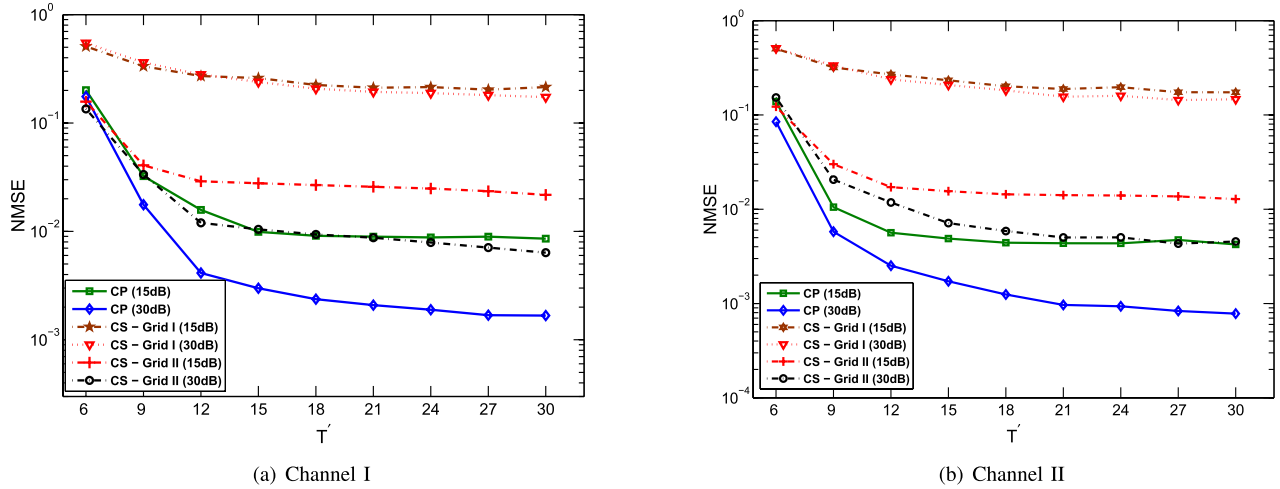 10^0
10^-1
10^-2
10^-3
NMSE
CP (15dB)
CP (30dB)
CS – Grid I (15dB)
CS – Grid I (30dB)
CS – Grid II (15dB)
CS – Grid II (30dB)
6 9 12 15 18 21 24 27 30
T′
(a) Channel I
10^0
10^-1
10^-2
10^-3
10^-4
NMSE
CP (15dB)
CP (30dB)
CS – Grid I (15dB)
CS – Grid I (30dB)
CS – Grid II (15dB)
CS – Grid II (30dB)
6 9 12 15 18 21 24 27 30
T′
(b) Channel II